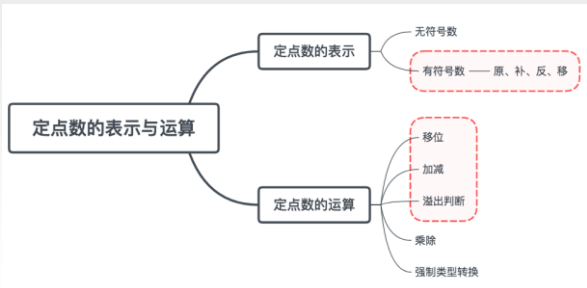 定点数的表示与运算
定点数的表示
无符号数
有符号数 —— 原、补、反、移
定点数的运算
移位
加减
溢出判断
乘除
强制类型转换